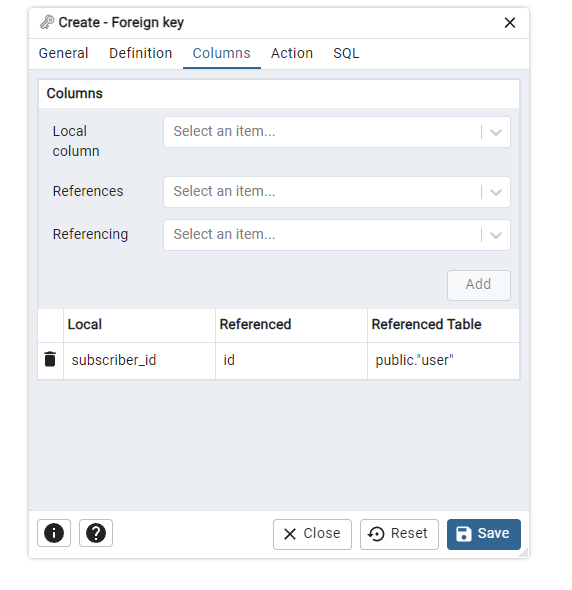 Create - Foreign key
General Definition Columns Action SQL
Columns
Local column Select an item...
References Select an item...
Referencing Select an item...
Add
Local Referenced Referenced Table
subscriber_id id public."user"
Close Reset Save